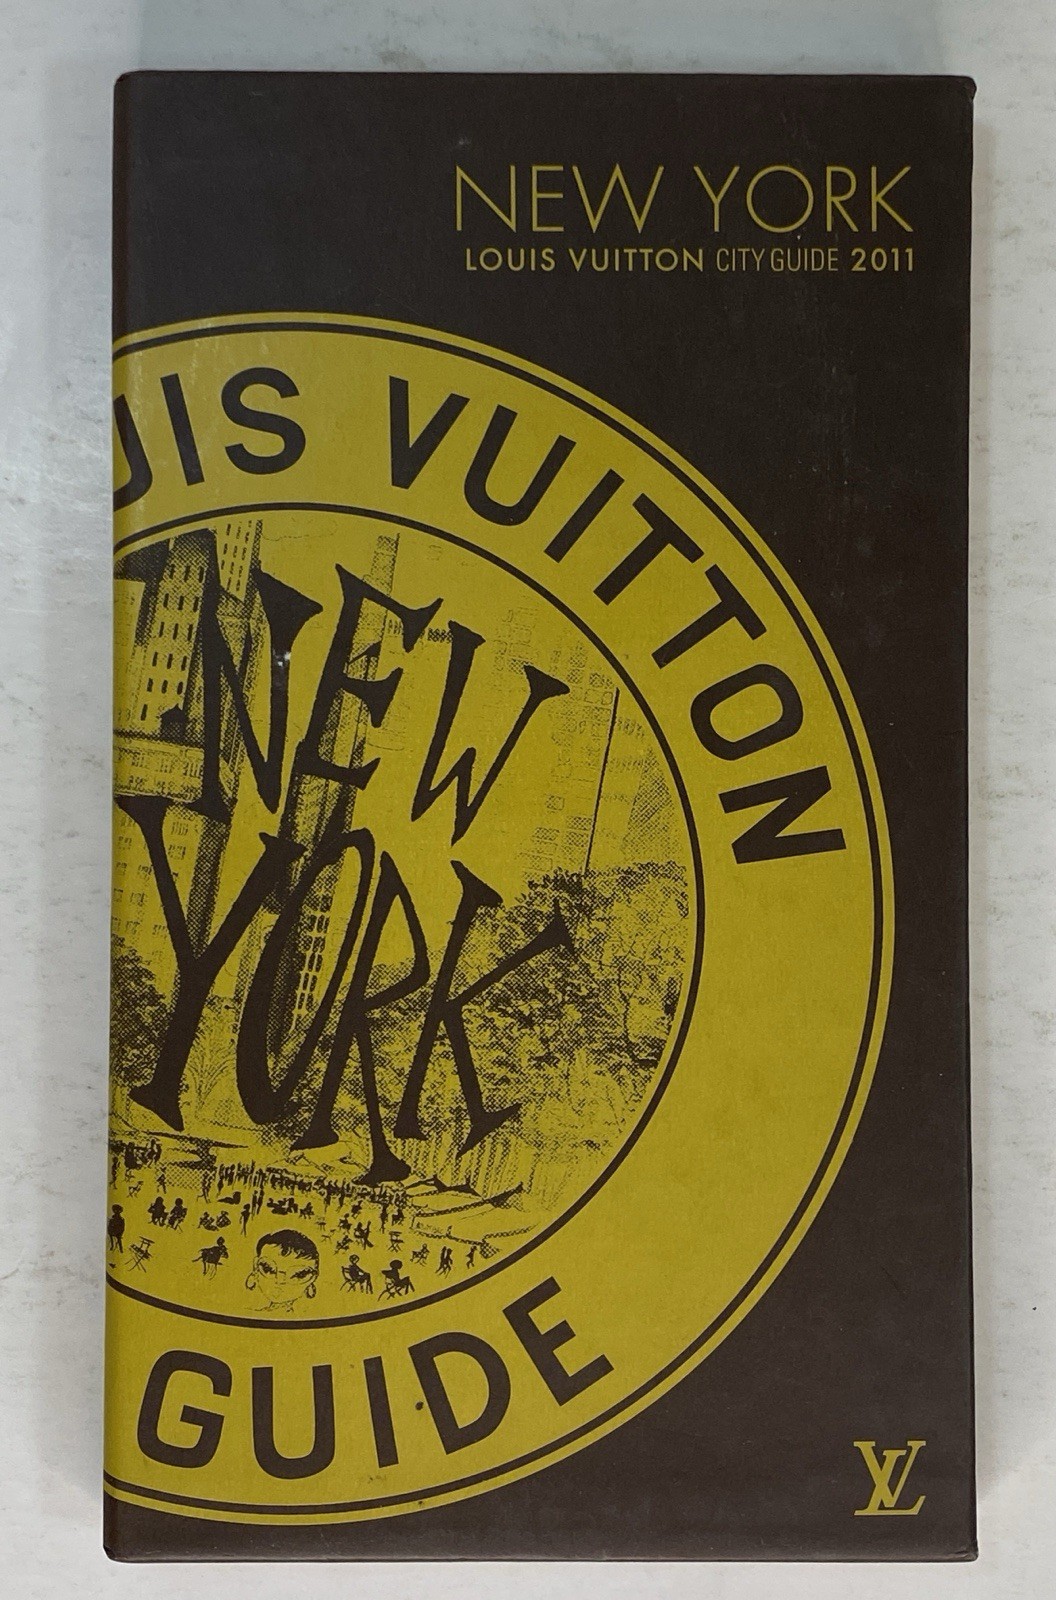 NEW YORK
LOUIS VUITTON CITY GUIDE 2011
UIS VUITTON
NEW
YORK
GUIDE
LV